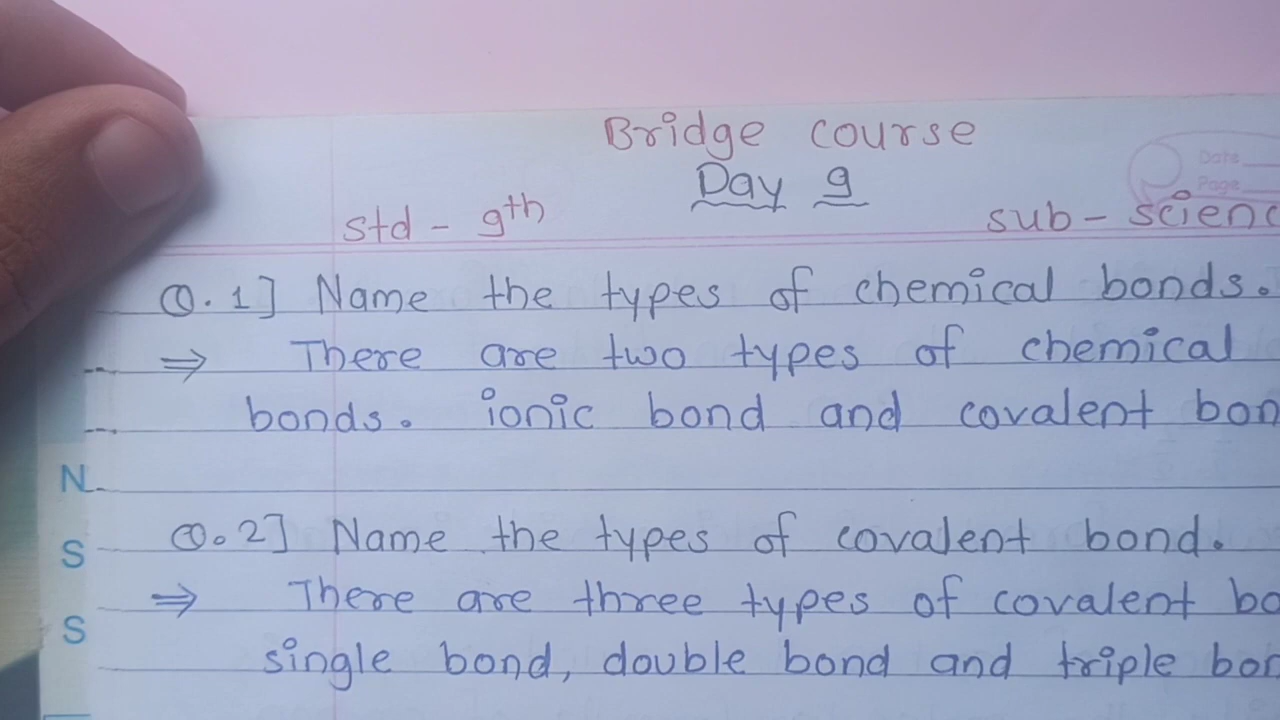 Bridge course
Day 9
Date
Page
std - 9th sub - scienc
Q.1] Name the types of chemical bonds.
⇒ There are two types of chemical
bonds. ionic bond and covalent bon
Q.2] Name the types of covalent bond.
⇒ There are three types of covalent bo
single bond, double bond and triple bon
N
S
S